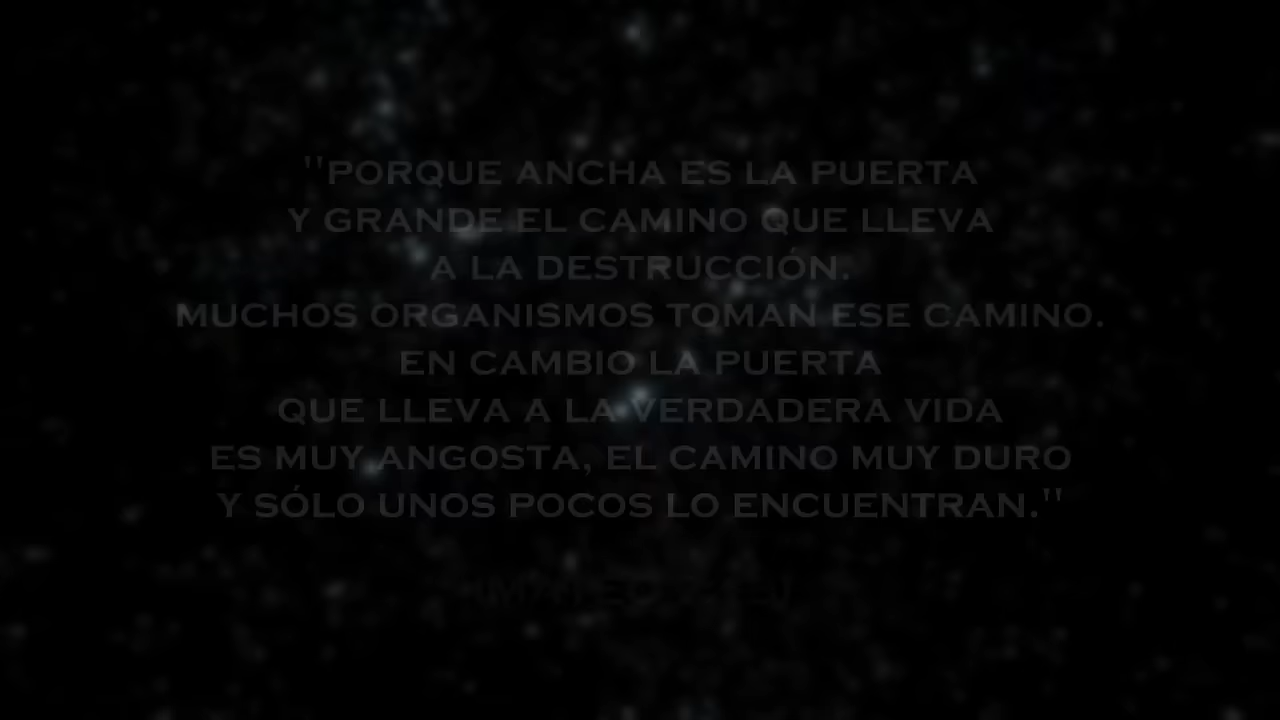 "PORQUE ANCHA ES LA PUERTA
Y GRANDE EL CAMINO QUE LLEVA
A LA DESTRUCCIÓN.
MUCHOS ORGANISMOS TOMAN ESE CAMINO.
EN CAMBIO LA PUERTA
QUE LLEVA A LA VERDADERA VIDA
ES MUY ANGOSTA, EL CAMINO MUY DURO
Y SÓLO UNOS POCOS LO ENCUENTRAN."